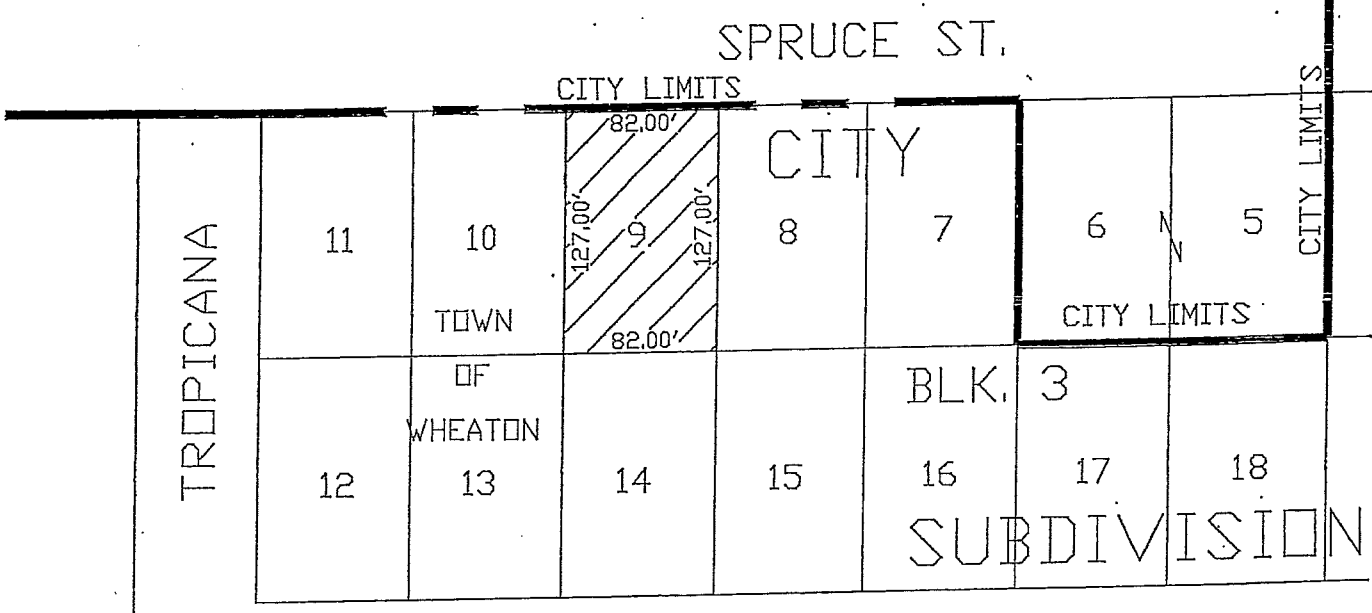 SPRUCE ST.
CITY LIMITS
CITY LIMITS
82.00'
CITY
11
10
127.00'
9
127.00'
8
7
6
N
5
TROPICANA
TOWN
OF
WHEATON
CITY LIMITS
82.00'
BLK. 3
12
13
14
15
16
17
18
SUBDIVISION